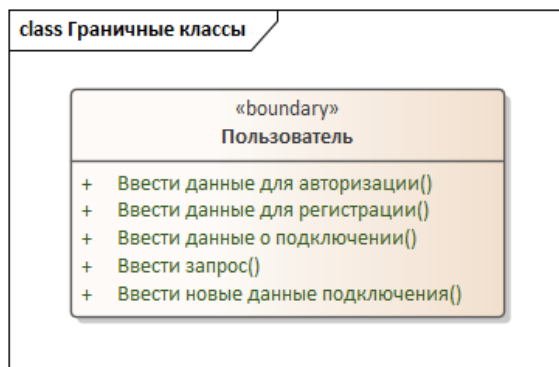 class Граничные классы
«boundary»
Пользователь
+ Ввести данные для авторизации()
+ Ввести данные для регистрации()
+ Ввести данные о подключении()
+ Ввести запрос()
+ Ввести новые данные подключения()